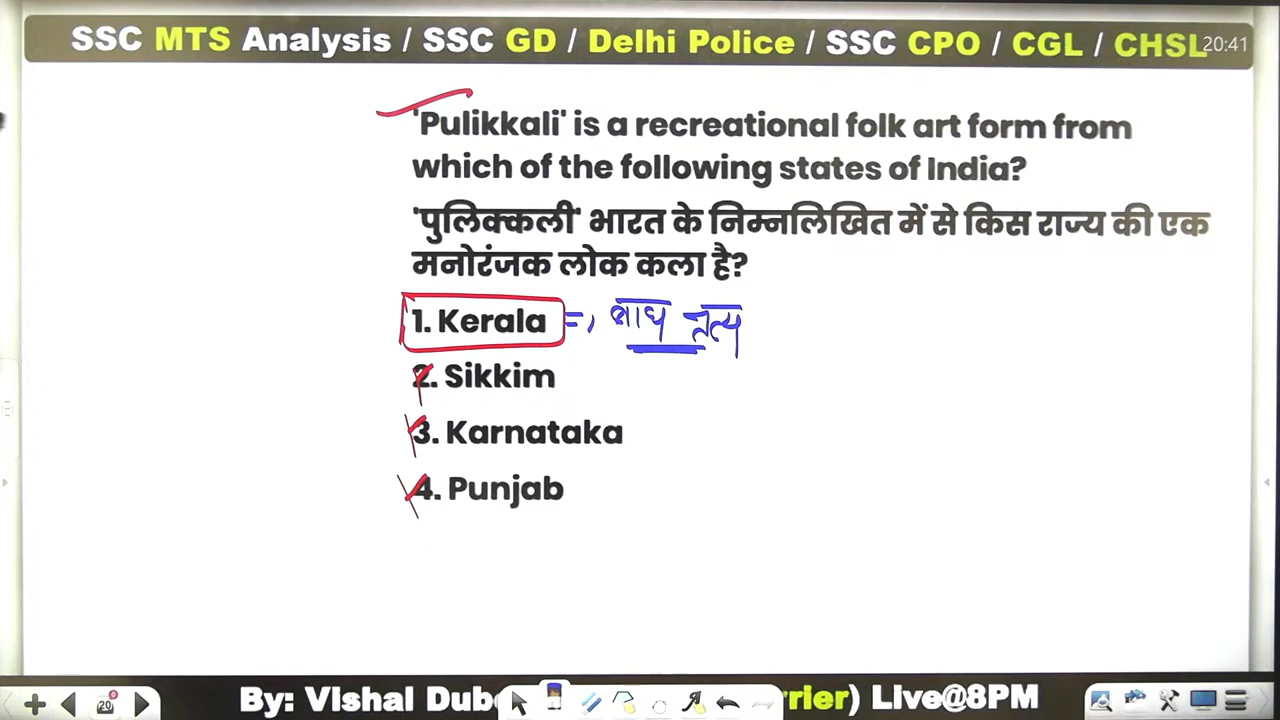 SSC MTS Analysis / SSC GD / Delhi Police / SSC CPO / CGL / CHSL 20:41
'Pulikkali' is a recreational folk art form from
which of the following states of India?
'पुलिक्कली' भारत के निम्नलिखित में से किस राज्य की एक
मनोरंजक लोक कला है?
1. Kerala => बाघ नृत्य
2. Sikkim
3. Karnataka
4. Punjab
By: VIshal Dub rrier) Live@8PM
20